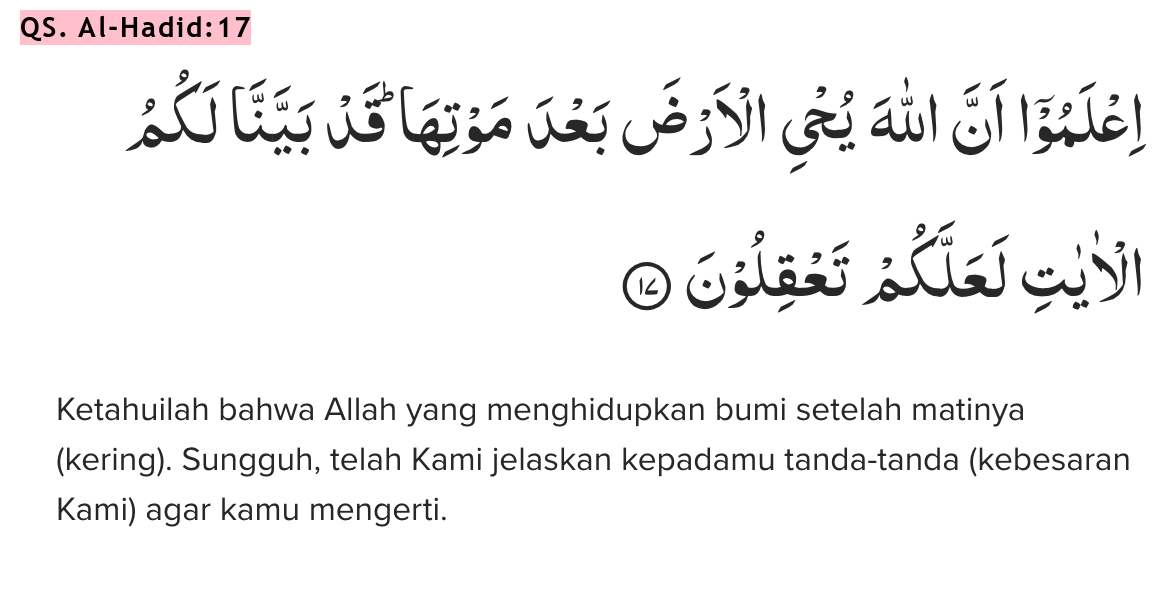 QS. Al-Hadid:17
اِعْلَمُوْٓا اَنَّ اللّٰهَ يُحْيِ الْاَرْضَ بَعْدَ مَوْتِهَاۗ قَدْ بَيَّنَّا لَكُمُ
الْاٰيٰتِ لَعَلَّكُمْ تَعْقِلُوْنَ ١٧
Ketahuilah bahwa Allah yang menghidupkan bumi setelah matinya
(kering). Sungguh, telah Kami jelaskan kepadamu tanda-tanda (kebesaran
Kami) agar kamu mengerti.